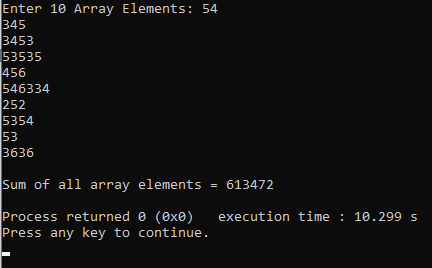 Enter 10 Array Elements: 54
345
3453
53535
456
546334
252
5354
53
3636
Sum of all array elements = 613472
Process returned 0 (0x0)   execution time : 10.299 s
Press any key to continue.